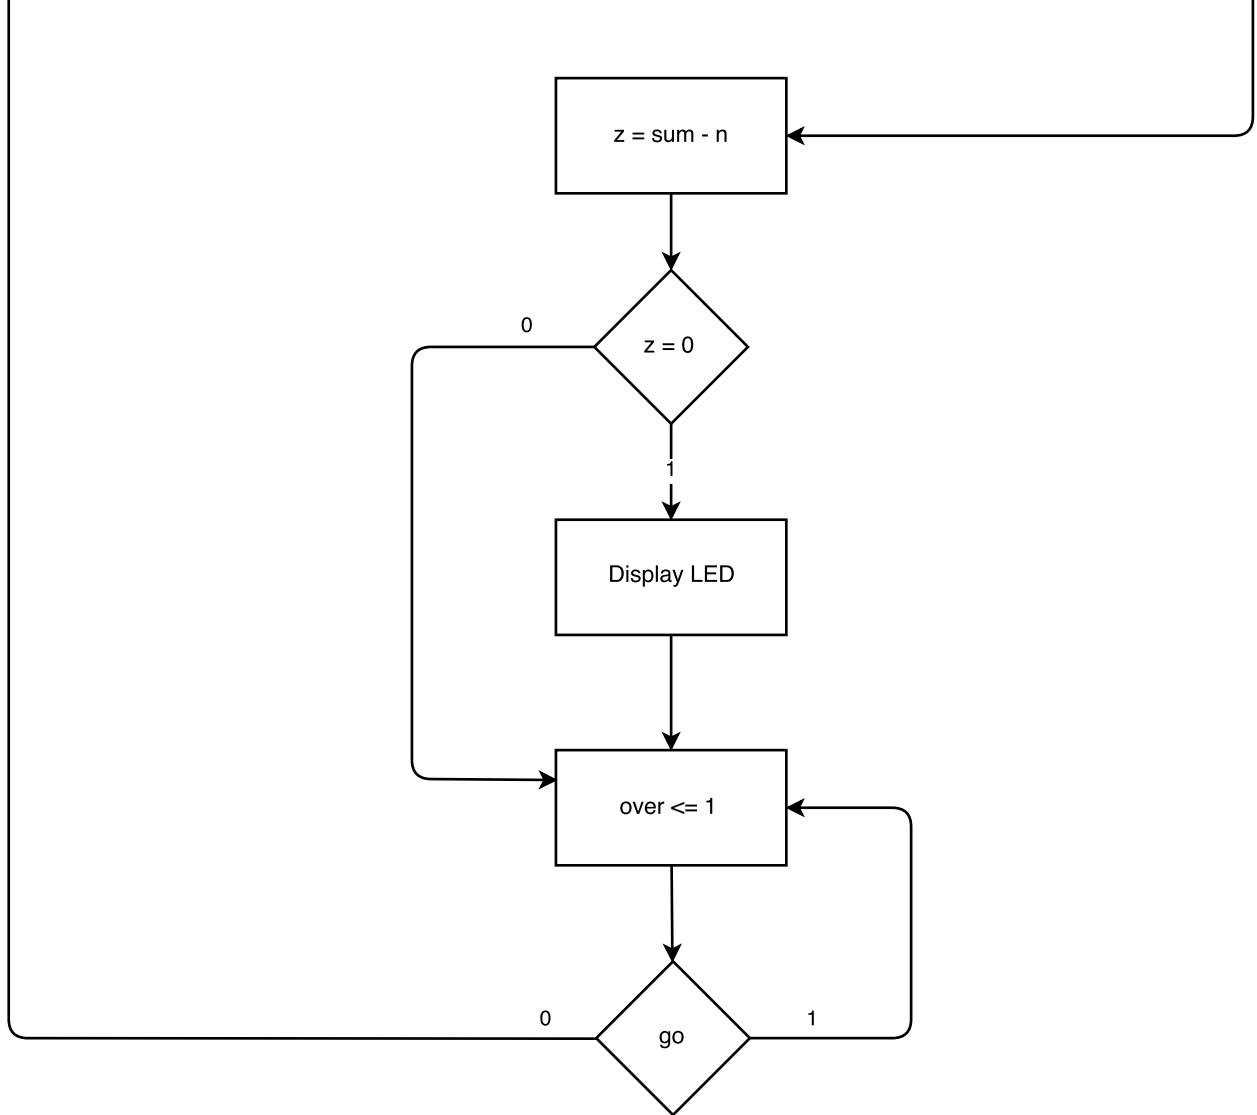 z = sum - n
0
z = 0
1
Display LED
over <= 1
0
1
go